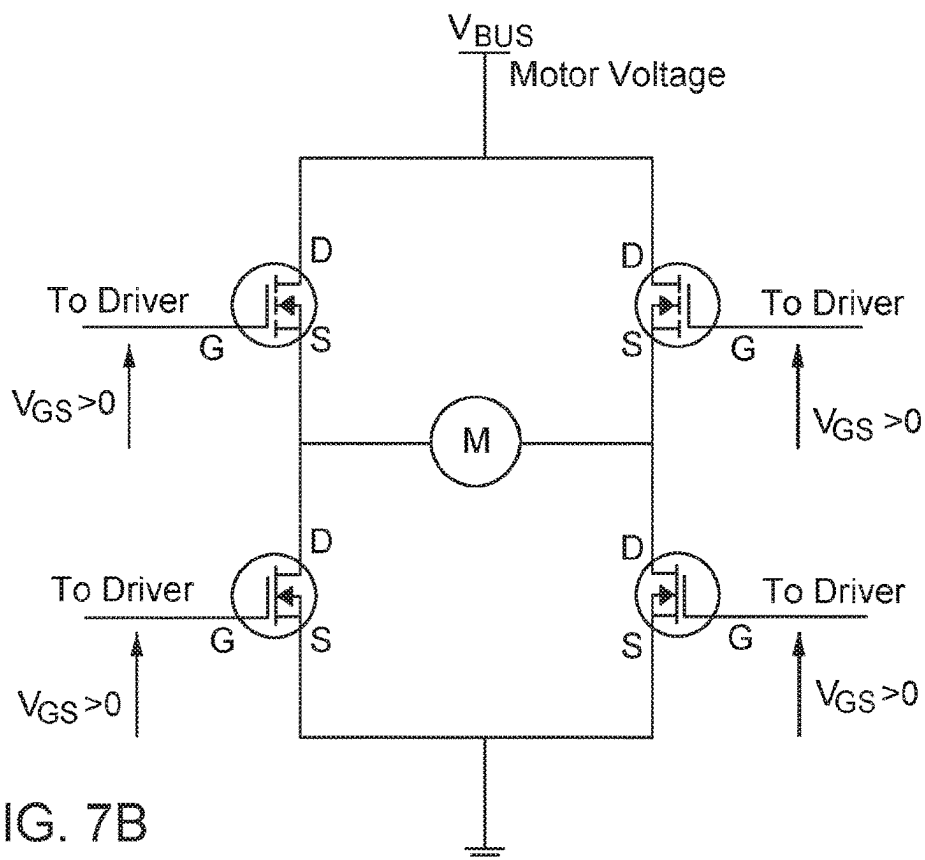 VBUS
Motor Voltage
D
D
To Driver
To Driver
G
S
S
G
VGS >0
VGS >0
M
D
D
To Driver
To Driver
G
S
S
G
VGS >0
VGS >0
IG. 7B